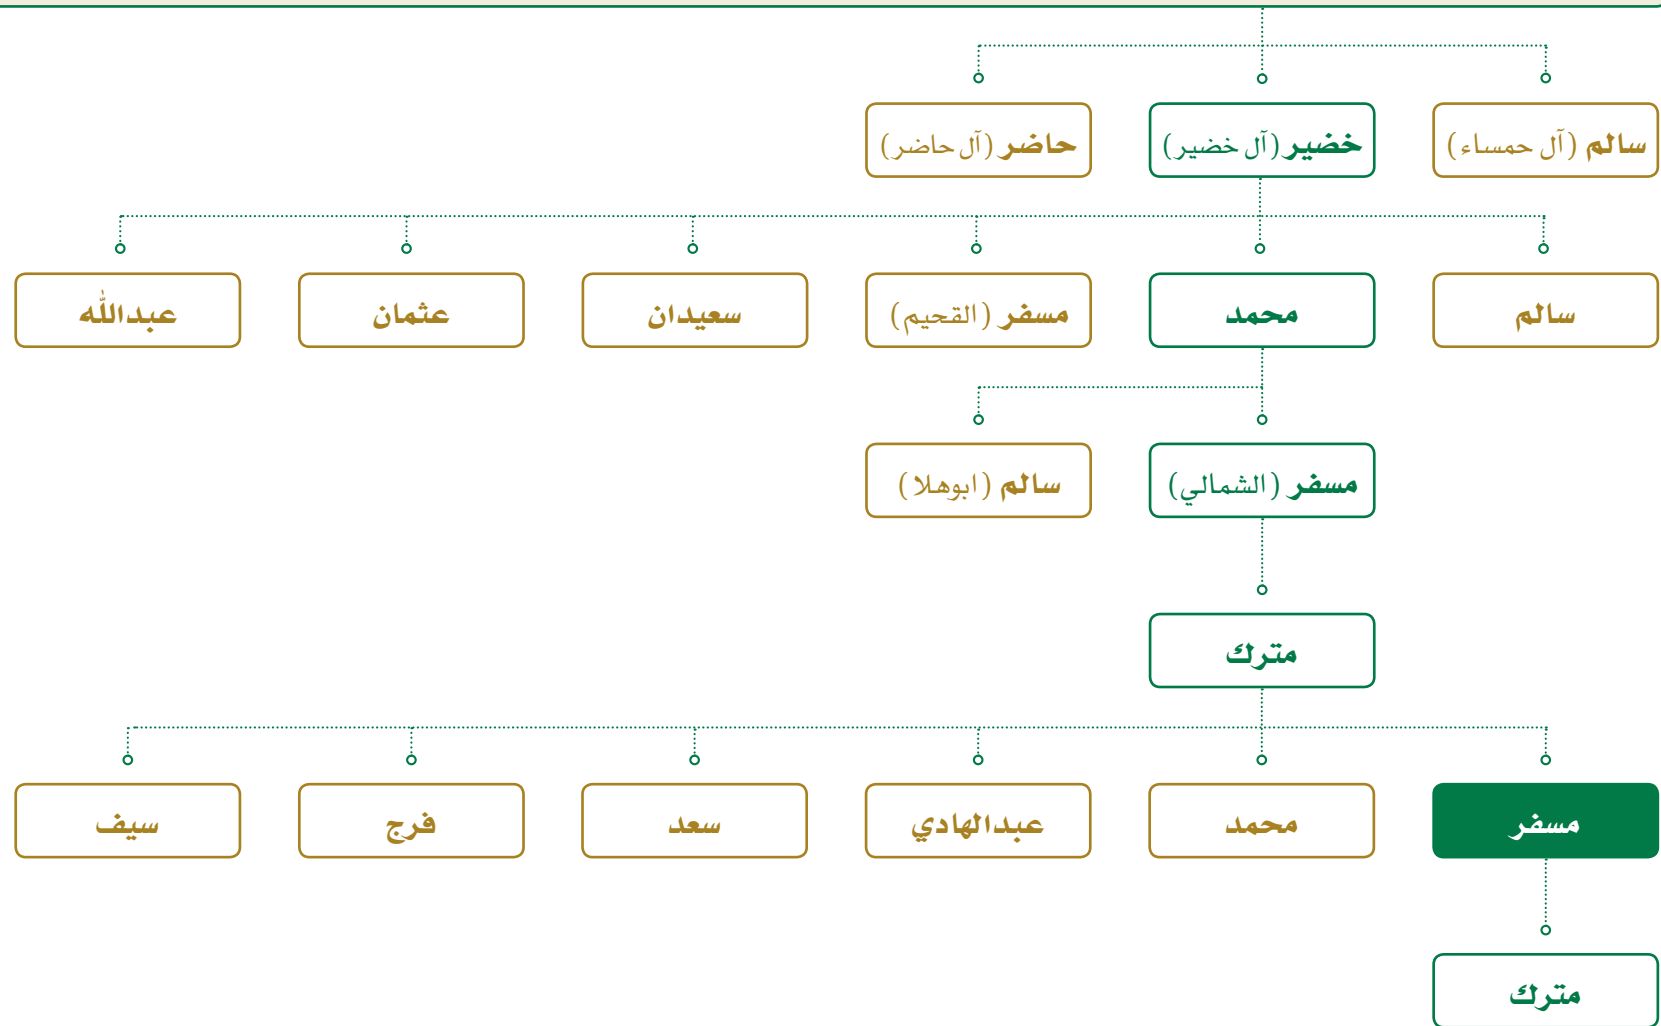 سالم (آل حمساء)
خضير (آل خضير)
حاضر (آل حاضر)
سالم
محمد
مسفر (القحيم)
سعيدان
عثمان
عبدالله
مسفر (الشمالي)
سالم (ابوهلا)
مترك
مسفر
محمد
عبدالهادي
سعد
فرج
سيف
مترك